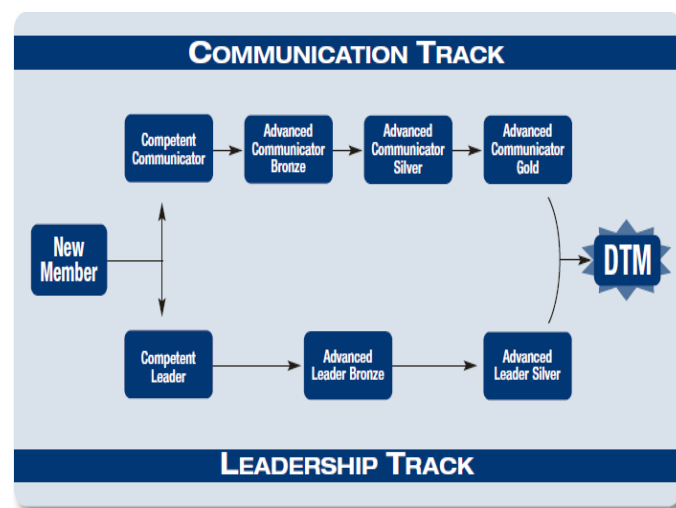 COMMUNICATION TRACK
Competent
Communicator
Advanced
Communicator
Bronze
Advanced
Communicator
Silver
Advanced
Communicator
Gold
New
Member
DTM
Competent
Leader
Advanced
Leader Bronze
Advanced
Leader Silver
LEADERSHIP TRACK